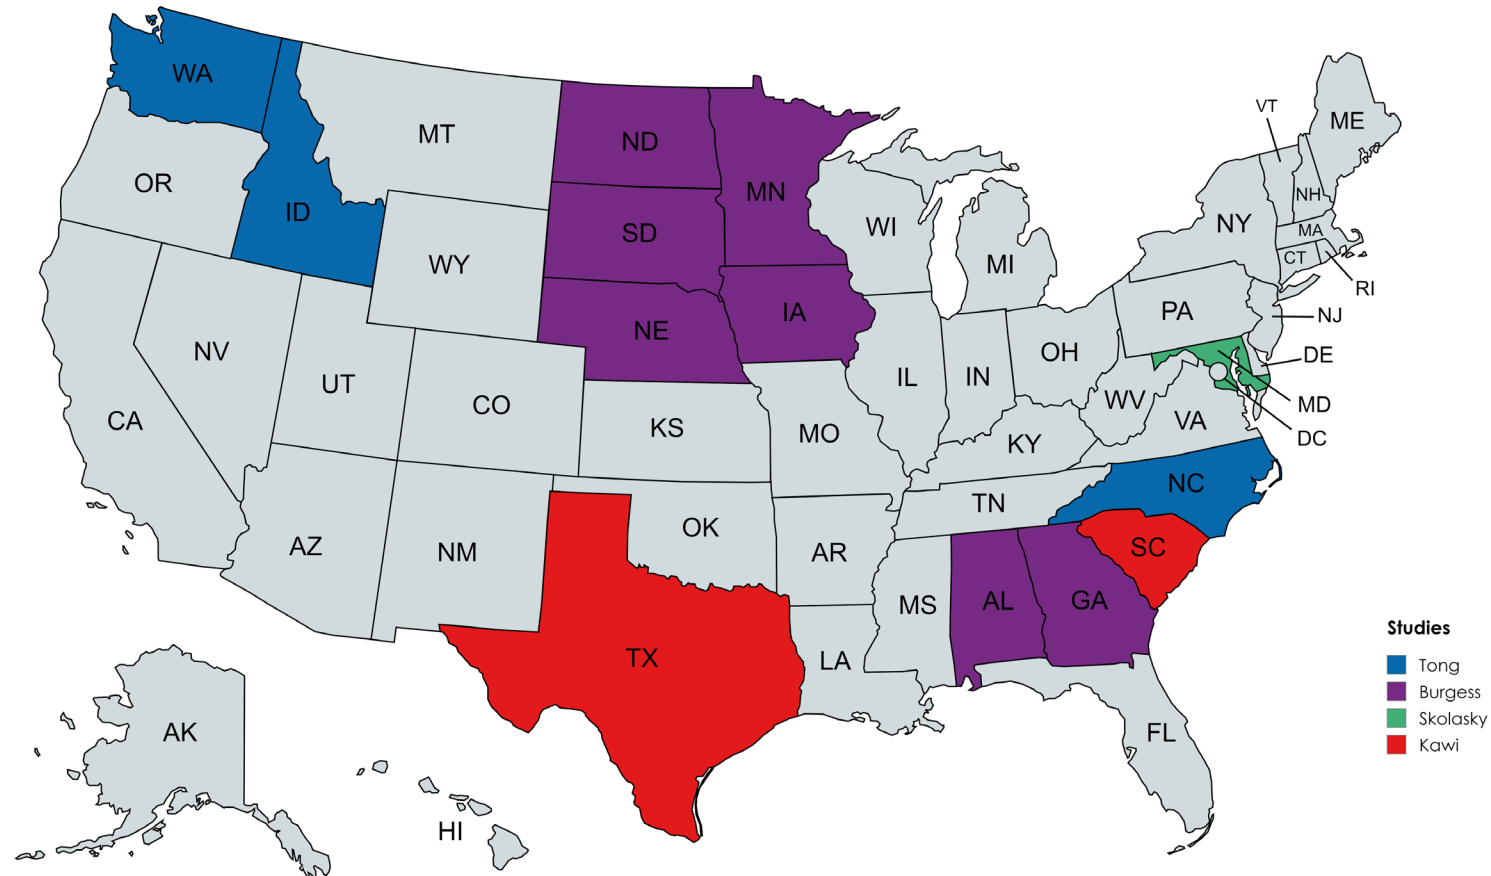 WA
MT
ND
MN
OR
ID
SD
WY
WI
MI
VT
ME
NH
NY
MA
CT
RI
NE
IA
PA
NJ
NV
UT
CO
IL
IN
OH
DE
CA
KS
MO
WV
VA
MD
KY
DC
AZ
NM
OK
AR
TN
NC
SC
MS
AL
GA
TX
LA
FL
AK
HI
Studies
Tong
Burgess
Skolasky
Kawi